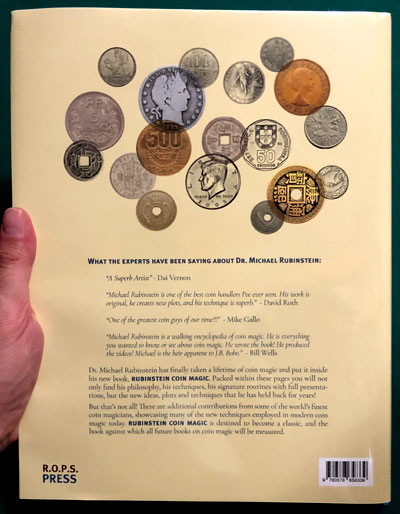 500
50
WHAT THE EXPERTS HAVE BEEN SAYING ABOUT DR. MICHAEL RUBINSTEIN:
"A Superb Artist" - Dai Vernon
"Michael Rubinstein is one of the best coin handlers I've ever seen. His work is
original, he creates new plots, and his technique is superb." - David Roth
"One of the greatest coin guys of our time!!!" - Mike Gallo
"Michael Rubinstein is a walking encyclopedia of coin magic. He is everything
you wanted to know or see about coin magic. He wrote the book! He produced
the videos! Michael is the heir apparent to J.B. Bobo." - Bill Wells
Dr. Michael Rubinstein has finally taken a lifetime of coin magic and put it inside
his new book, RUBINSTEIN COIN MAGIC. Packed within these pages you will not
only find his philosophy, his techniques, his signature routines with full presenta-
tions, but the new ideas, plots and techniques that he has held back for years!
But that's not all! There are additional contributions from some of the world's finest
coin magicians, showcasing many of the new techniques employed in modern coin
magic today. RUBINSTEIN COIN MAGIC is destined to become a classic, and the
book against which all future books on coin magic will be measured.
R.O.P.S.
PRESS